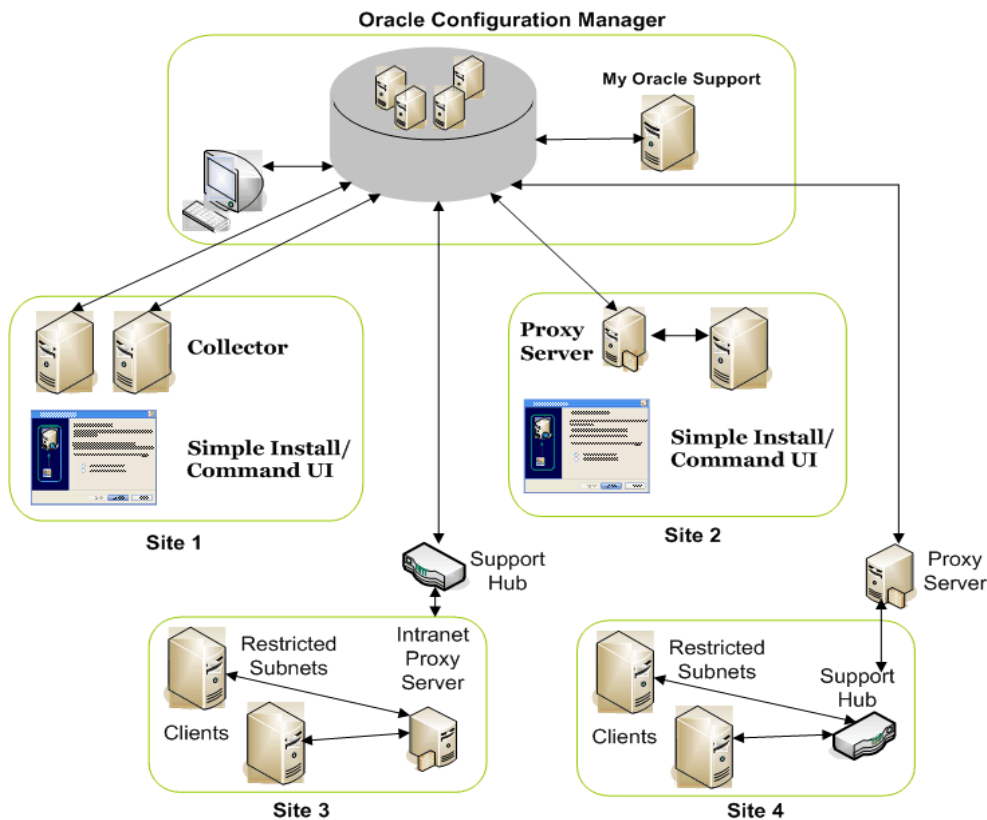 Oracle Configuration Manager
My Oracle Support
Collector
Simple Install/
Command UI
Site 1
Proxy
Server
Simple Install/
Command UI
Site 2
Support
Hub
Proxy
Server
Restricted
Subnets
Intranet
Proxy
Server
Clients
Site 3
Restricted
Subnets
Support
Hub
Clients
Site 4